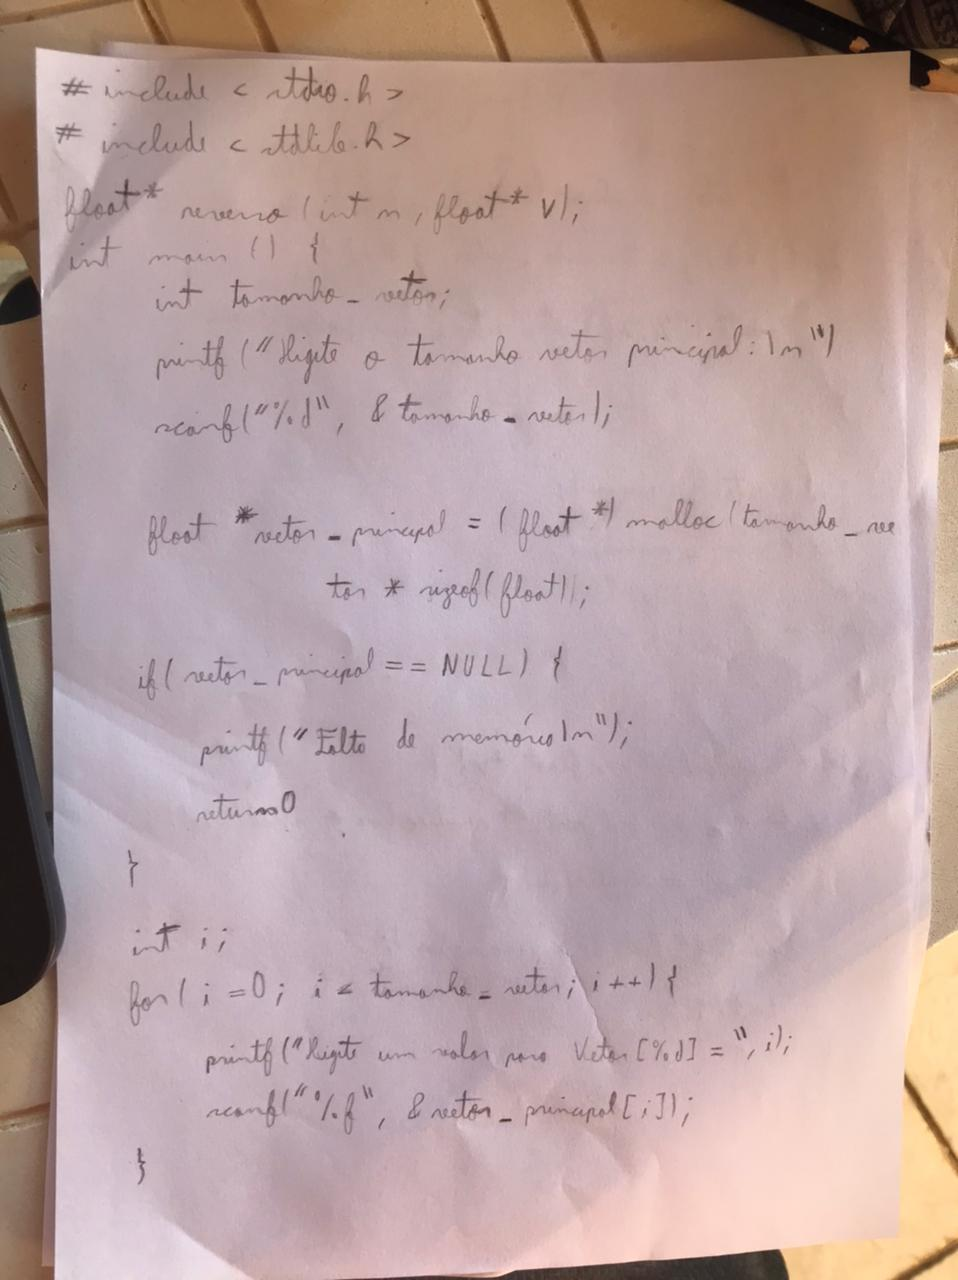 # include < stdio.h >
# include < stdlib.h >
float* reverso (int n, float* v);
int main () {
int tamanho_vetor;
printf ("Digite o tamanho vetor principal: \n")
scanf("%d", & tamanho_vetor);
float *vetor_principal = (float *) malloc(tamanho_ve
tor * sizeof(float));
if( vetor_principal == NULL) {
printf ("Falta de memória\n");
return 0
}
int i;
for( i =0; i < tamanho_vetor; i ++) {
printf("Digite um valor para Vetor[%d] = ", i);
scanf("%f", & vetor_principal[i]);
}